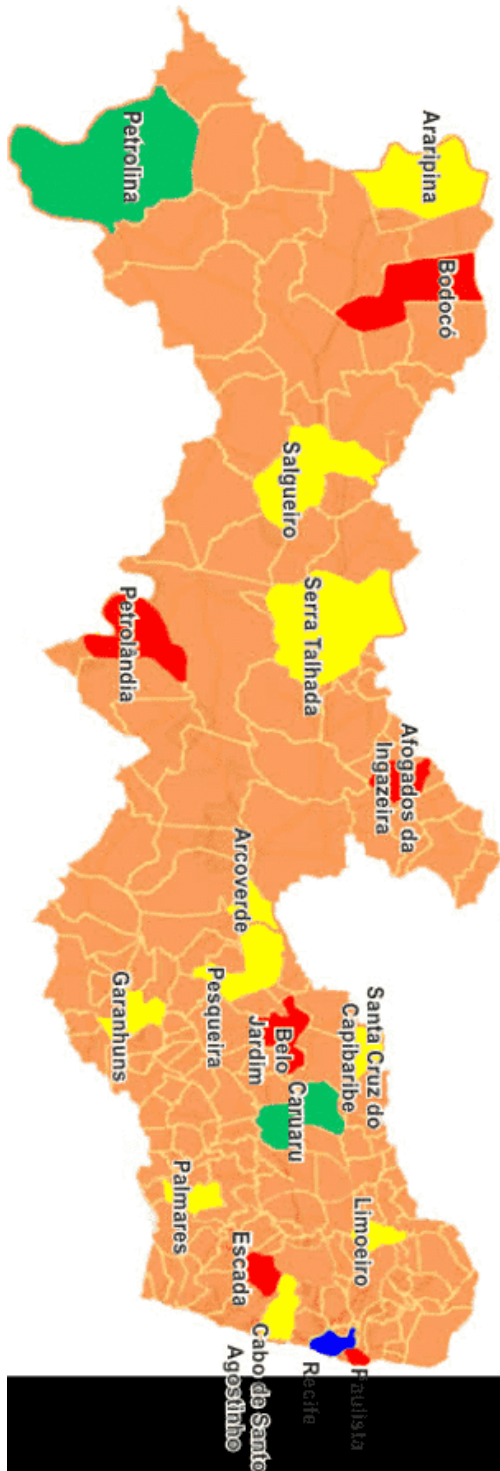 Araripina
Petrolina
Bodocó
Salgueiro
Serra Talhada
Petrolândia
Afogados da
Ingazeira
Arcoverde
Pesqueira
Garanhuns
Santa Cruz do
Capibaribe
Belo
Jardim
Caruaru
Palmares
Limoeiro
Escada
Cabo de Santo
Agostinho
Recife
Paulista